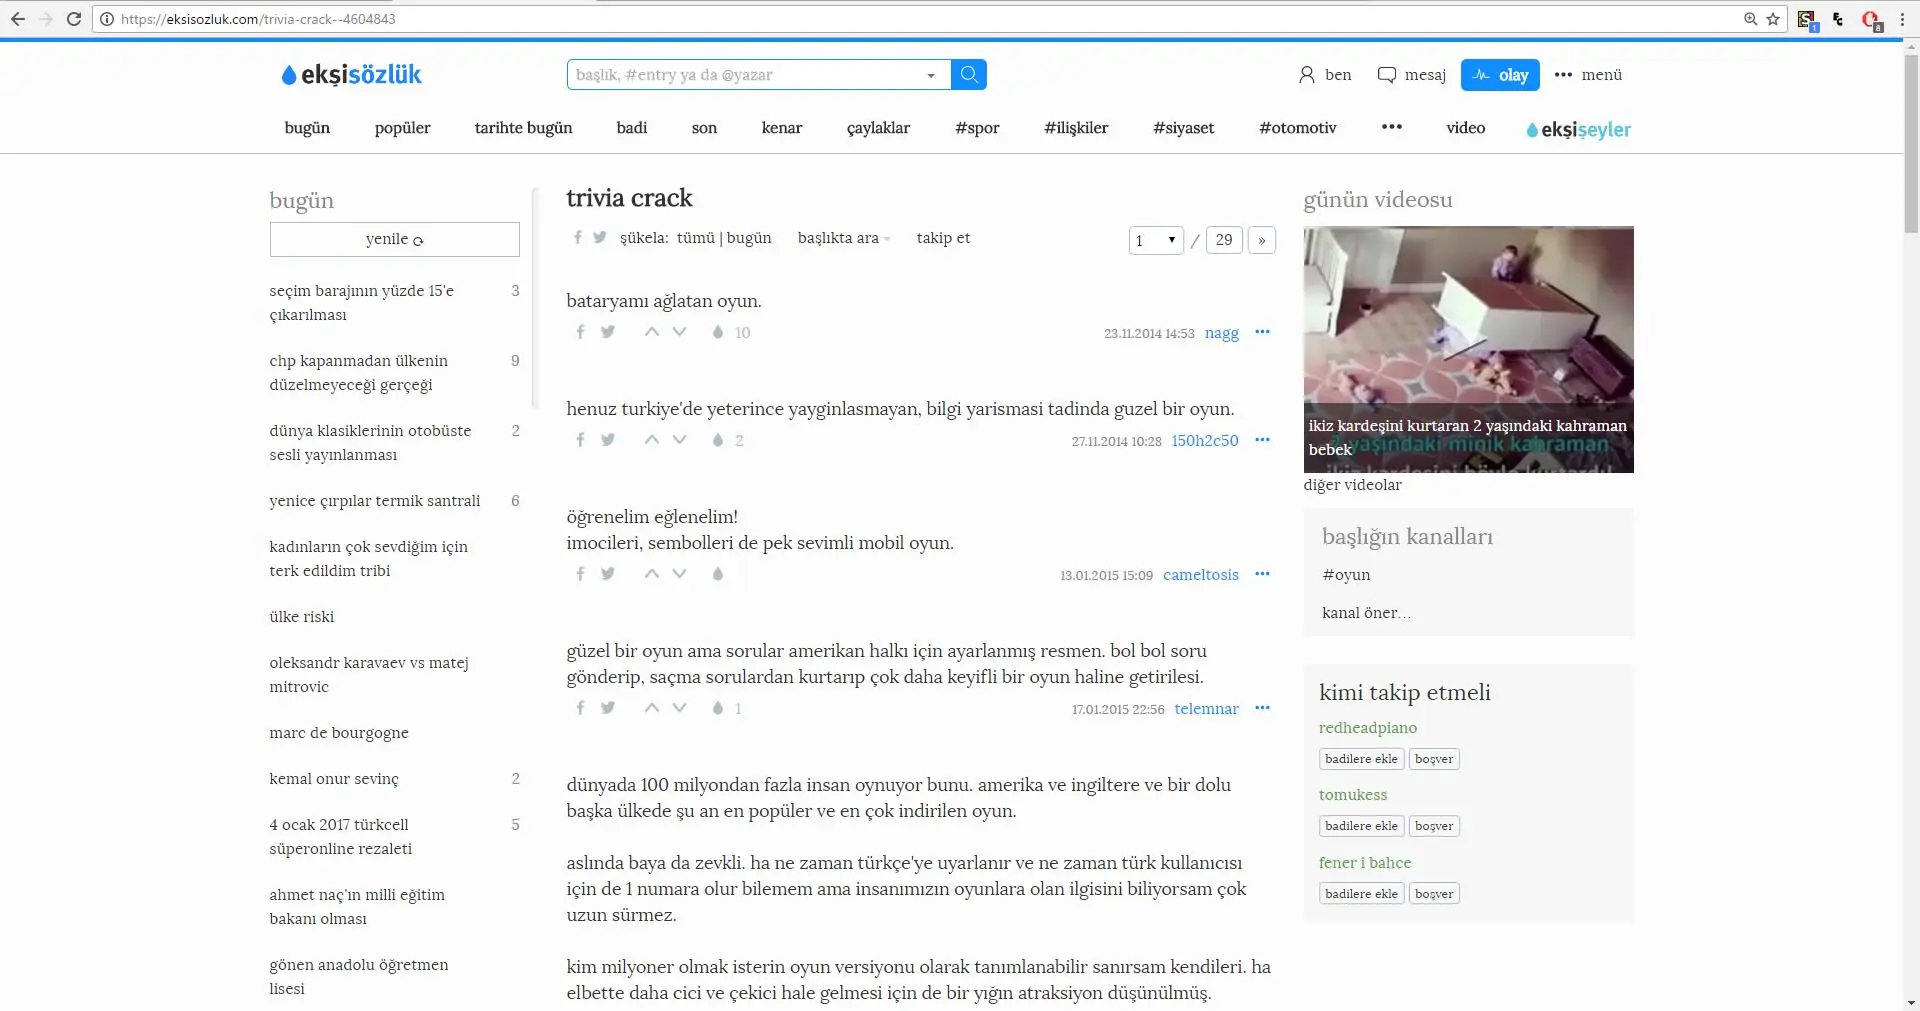 https://eksisozluk.com/trivia-crack--4604843
ekşisözlük
başlık, #entry ya da @yazar
ben
mesaj
olay
menü
bugün
popüler
tarihte bugün
badi
son
kenar
çaylaklar
#spor
#ilişkiler
#siyaset
#otomotiv
video
ekşişeyler
bugün
yenile
seçim barajının yüzde 15'e 3
çıkarılması
chp kapanmadan ülkenin 9
düzelmeyeceği gerçeği
dünya klasiklerinin otobüste 2
sesli yayınlanması
yenice çırpılar termik santrali 6
kadınların çok sevdiğim için
terk edildim tribi
ülke riski
oleksandr karavaev vs matej
mitrovic
marc de bourgogne
kemal onur sevinç 2
4 ocak 2017 türkcell 5
süperonline rezaleti
ahmet naç'ın milli eğitim
bakanı olması
gönen anadolu öğretmen
lisesi
trivia crack
şükela: tümü | bugün başlıkta ara takip et
1 / 29 »
bataryamı ağlatan oyun.
10 23.11.2014 14:53 nagg
henuz turkiye'de yeterince yayginlasmayan, bilgi yarismasi tadinda guzel bir oyun.
2 27.11.2014 10:28 150h2c50
öğrenelim eğlenelim!
imocileri, sembolleri de pek sevimli mobil oyun.
13.01.2015 15:09 cameltosis
güzel bir oyun ama sorular amerikan halkı için ayarlanmış resmen. bol bol soru
gönderip, saçma sorulardan kurtarıp çok daha keyifli bir oyun haline getirilesi.
1 17.01.2015 22:56 telemnar
dünyada 100 milyondan fazla insan oynuyor bunu. amerika ve ingiltere ve bir dolu
başka ülkede şu an en popüler ve en çok indirilen oyun.
aslında baya da zevkli. ha ne zaman türkçe'ye uyarlanır ve ne zaman türk kullanıcısı
için de 1 numara olur bilemem ama insanımızın oyunlara olan ilgisini biliyorsam çok
uzun sürmez.
kim milyoner olmak isterin oyun versiyonu olarak tanımlanabilir sanırsam kendileri. ha
elbette daha cici ve çekici hale gelmesi için de bir yığın atraksiyon düşünülmüş.
günün videosu
ikiz kardeşini kurtaran 2 yaşındaki kahraman
bebek
yaşındaki minik kahraman
ikiz kardeşini böyle kurtardı!
diğer videolar
başlığın kanalları
#oyun
kanal öner...
kimi takip etmeli
redheadpiano
badilere ekle boşver
tomukess
badilere ekle boşver
fener i bahce
badilere ekle boşver